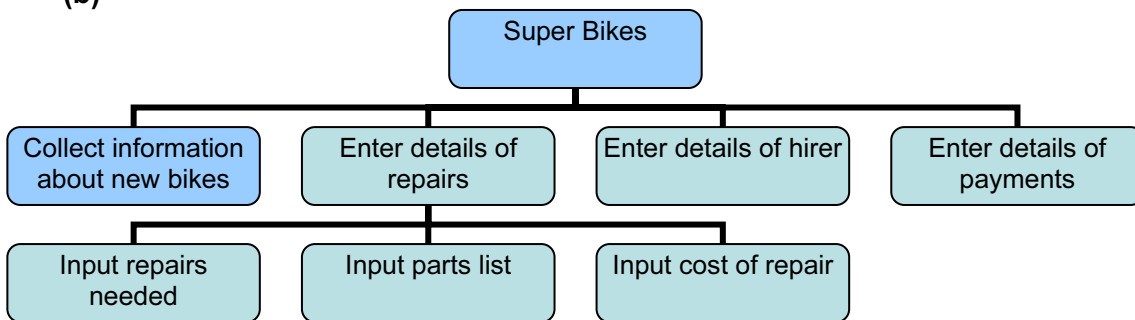 (b)
Super Bikes
Collect information
about new bikes
Enter details of
repairs
Enter details of hirer
Enter details of
payments
Input repairs
needed
Input parts list
Input cost of repair